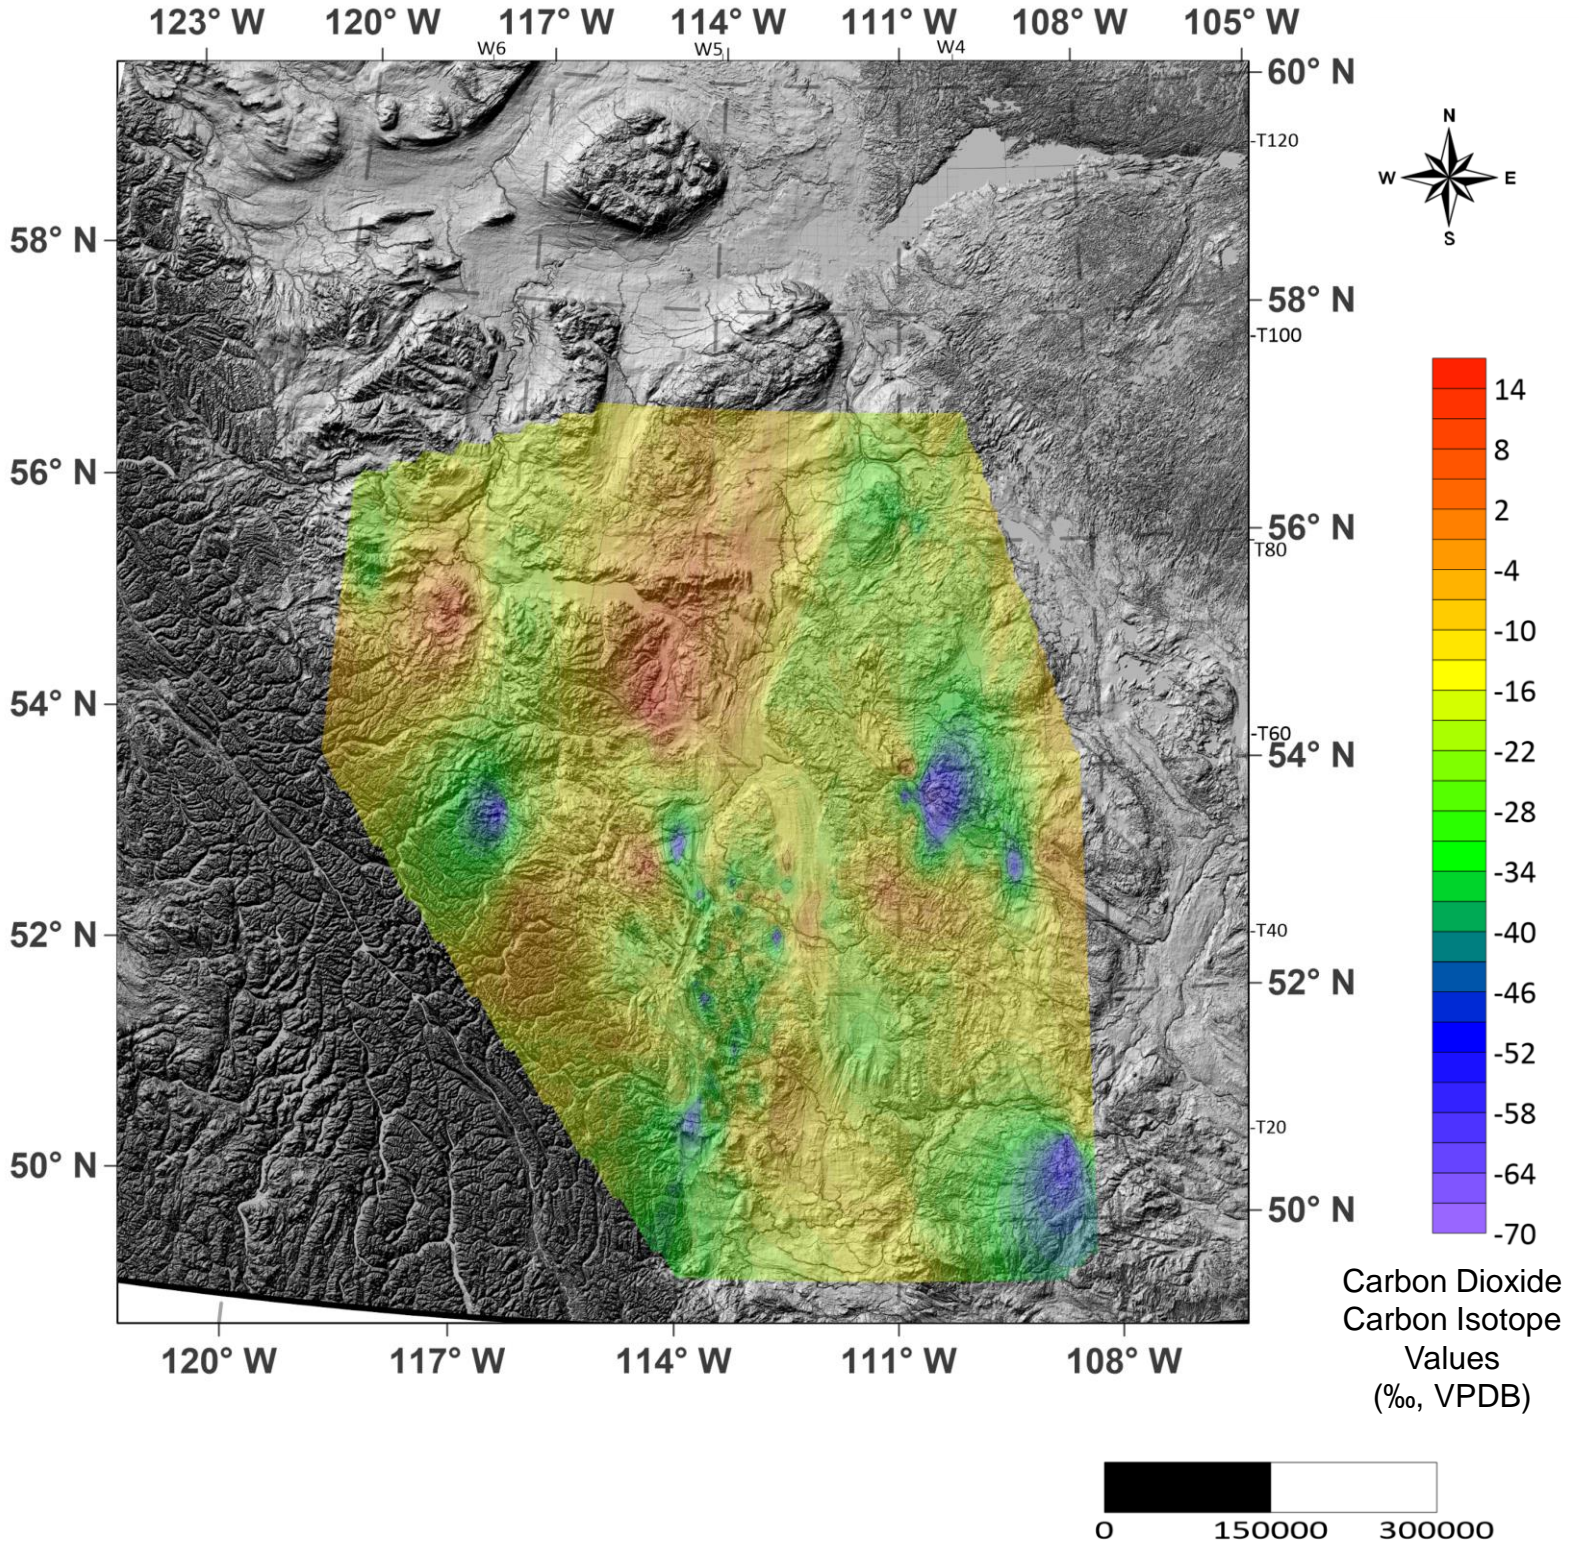 123° W 120° W 117° W 114° W 111° W 108° W 105° W
W6 W5 W4
60° N
N
-T120
W E
S
58° N
58° N
-T100
14
8
56° N
2
56° N
T80
-4
-10
-16
54° N
-T60
-22
54° N
-28
-34
52° N
-T40
-40
52° N
-46
-52
-58
-T20
50° N
-64
50° N
-70
Carbon Dioxide
Carbon Isotope
Values
(‰, VPDB)
120° W 117° W 114° W 111° W 108° W
0 150000 300000